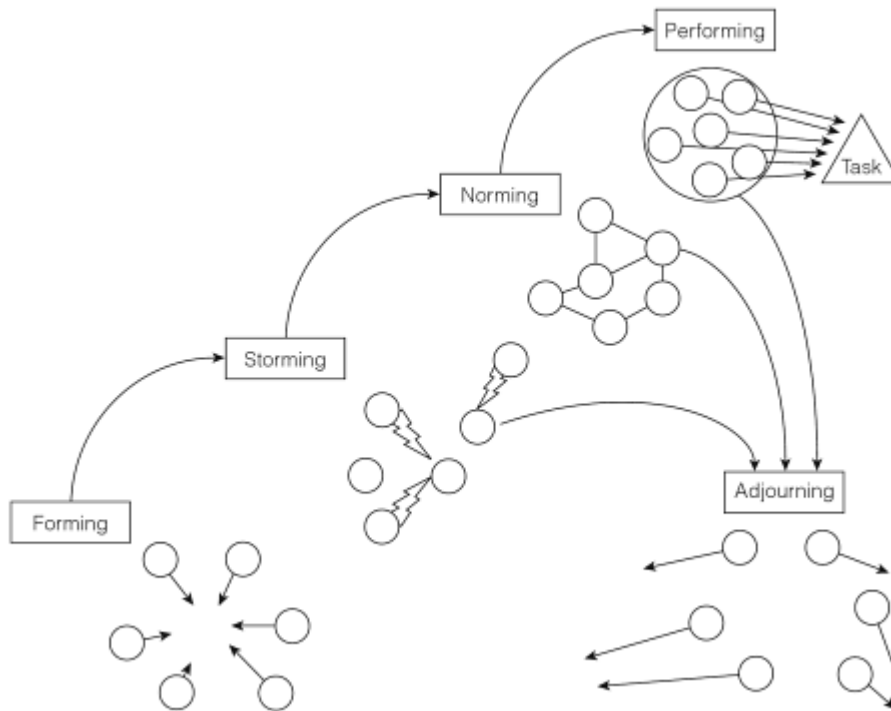 Performing
Task
Norming
Storming
Adjourning
Forming